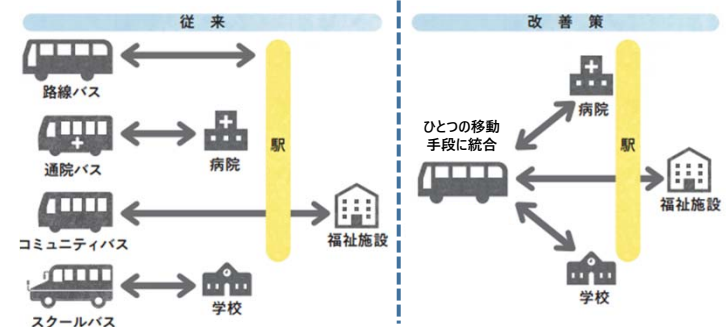 従来
路線バス
通院バス
病院
駅
コミュニティバス
福祉施設
スクールバス
学校
改善策
ひとつの移動
手段に統合
病院
駅
福祉施設
学校